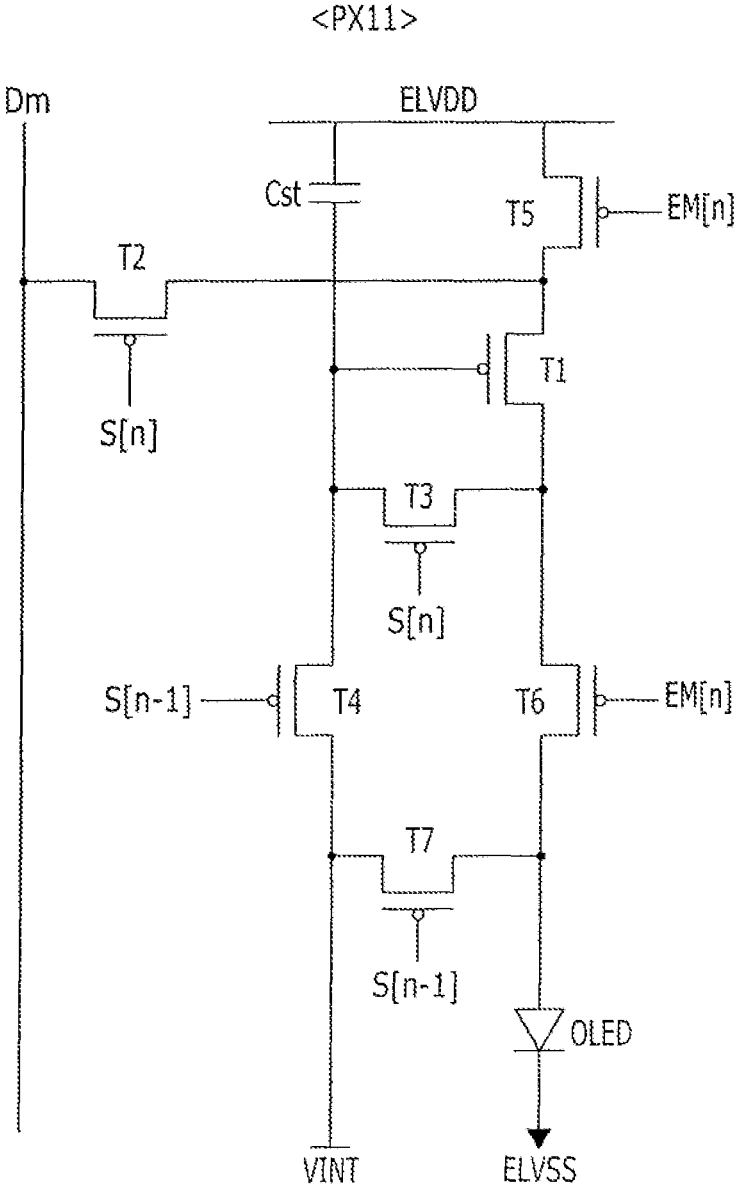 <PX11>
Dm
ELVDD
Cst
T5
EM[n]
T2
T1
S[n]
T3
S[n]
S[n-1]
T4
T6
EM[n]
T7
S[n-1]
OLED
VINT
ELVSS